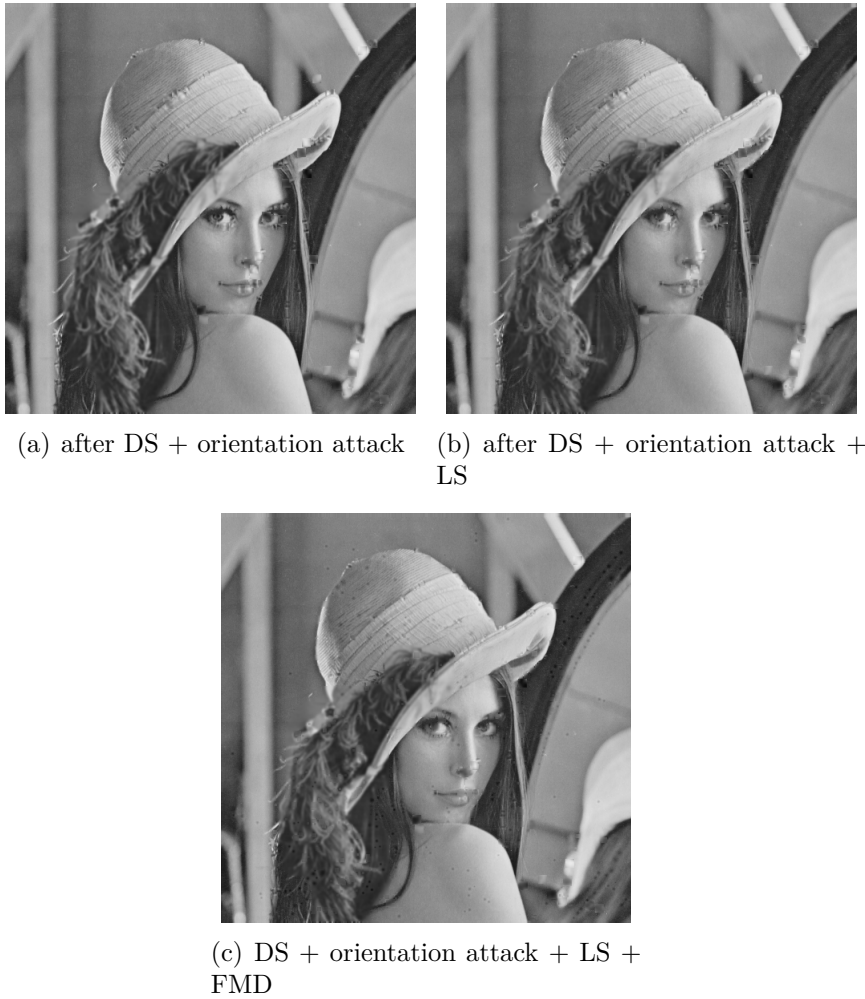 (a) after DS + orientation attack
(b) after DS + orientation attack +
LS
(c) DS + orientation attack + LS +
FMD